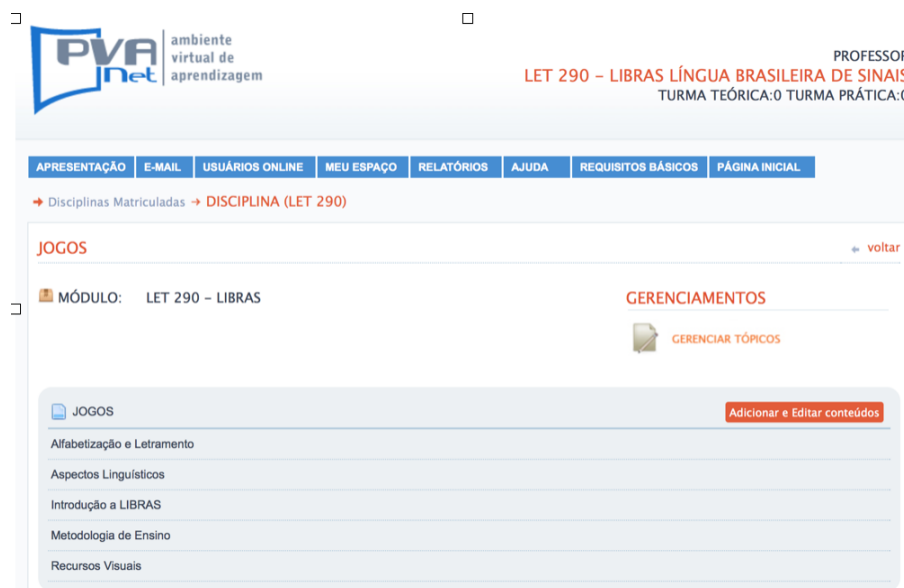 PVANet
ambiente
virtual de
aprendizagem
PROFESSOR
LET 290 – LIBRAS LÍNGUA BRASILEIRA DE SINAIS
TURMA TEÓRICA:0 TURMA PRÁTICA:0
APRESENTAÇÃO E-MAIL USUÁRIOS ONLINE MEU ESPAÇO RELATÓRIOS AJUDA REQUISITOS BÁSICOS PÁGINA INICIAL
Disciplinas Matriculadas DISCIPLINA (LET 290)
JOGOS voltar
MÓDULO: LET 290 – LIBRAS
GERENCIAMENTOS
GERENCIAR TÓPICOS
JOGOS Adicionar e Editar conteúdos
Alfabetização e Letramento
Aspectos Linguísticos
Introdução a LIBRAS
Metodologia de Ensino
Recursos Visuais